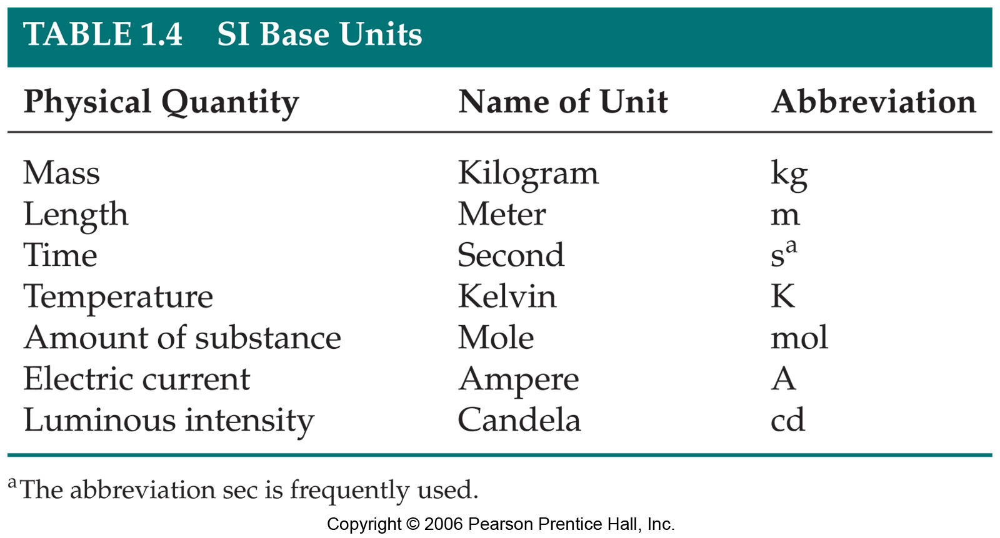 TABLE 1.4 SI Base Units
Physical Quantity Name of Unit Abbreviation
Mass Kilogram kg
Length Meter m
Time Second sᵃ
Temperature Kelvin K
Amount of substance Mole mol
Electric current Ampere A
Luminous intensity Candela cd
ᵃThe abbreviation sec is frequently used.
Copyright © 2006 Pearson Prentice Hall, Inc.